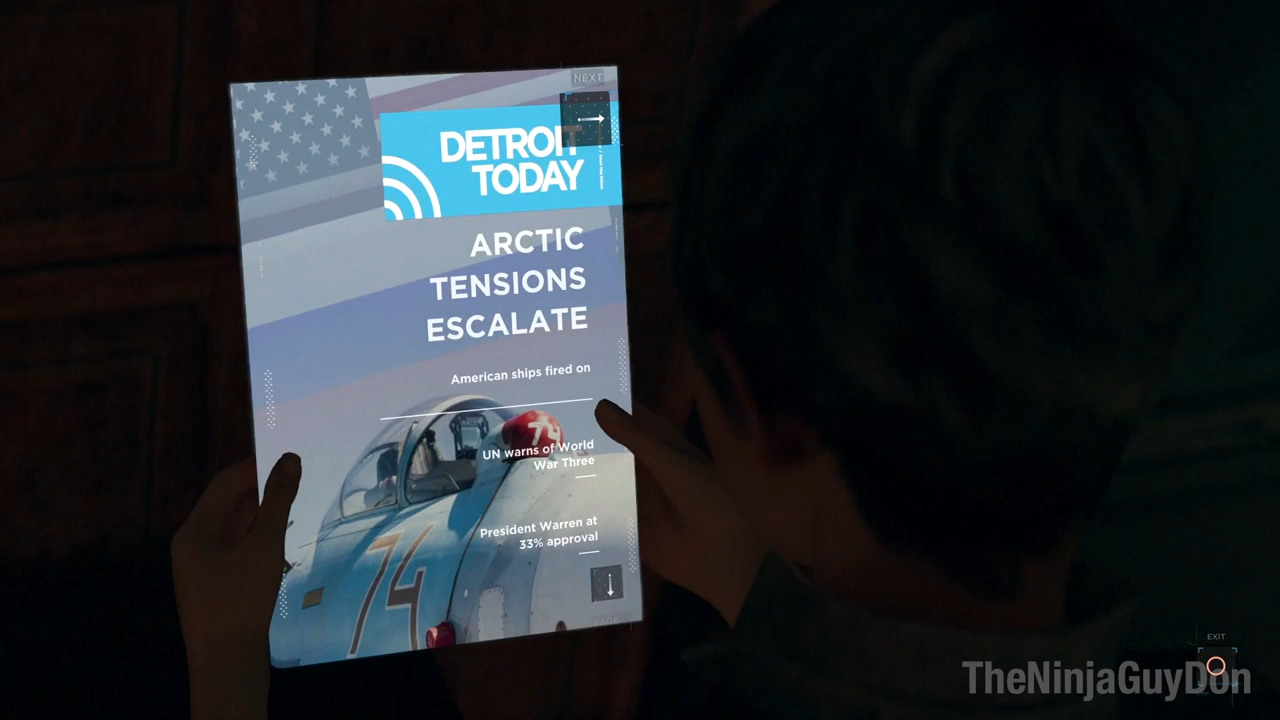 NEXT
DETROIT
TODAY
ARCTIC
TENSIONS
ESCALATE
American ships fired on
74
UN warns of World
War Three
President Warren at
33% approval
74
PAGE
EXIT
TheNinjaGuyDon